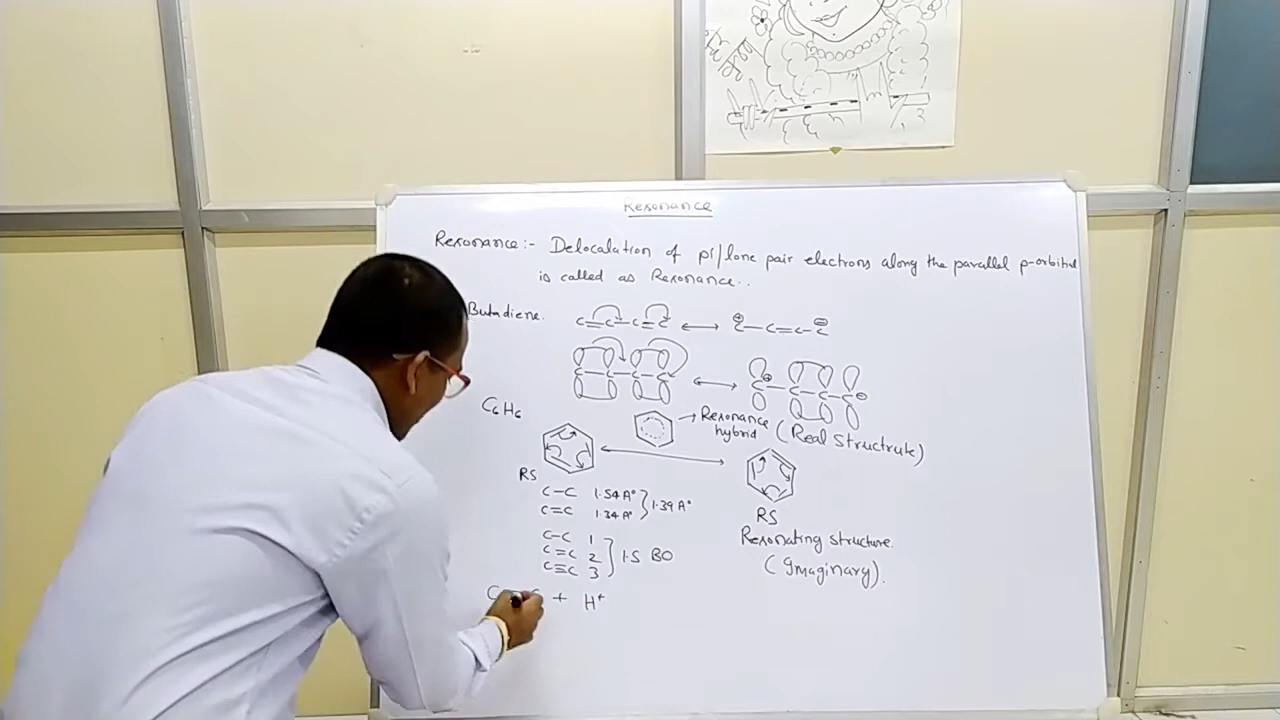 Resonance
Resonance:- Delocalation of pi/lone pair electrons along the parallel p-orbital
is called as Resonance..
Butadiene. C=C-C=C ⟷ C⊕-C=C-C⊖
C-C-C-C ⟷ C⊕-C-C-C⊖
C6H6
→ Resonance hybrid (Real Structrute)
RS
C-C 1.54 A°
C=C 1.34 A° } 1.39 A°
C-C 1
C=C 2 } 1.5 BO
C≡C 3
RS
Resonating structure.
(Imaginary).
+ H+